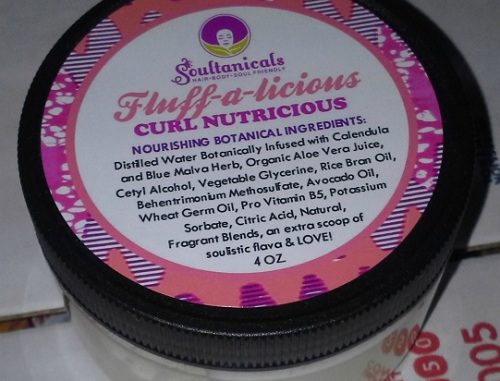 Soultanicals
HAIR-BODY-SOUL FRIENDLY
Fluff-a-licious
CURL NUTRICIOUS
NOURISHING BOTANICAL INGREDIENTS:
Distilled Water Botanically Infused with Calendula
and Blue Malva Herb, Organic Aloe Vera Juice,
Cetyl Alcohol, Vegetable Glycerine, Rice Bran Oil,
Behentrimonium Methosulfate, Avocado Oil,
Wheat Germ Oil, Pro Vitamin B5, Potassium
Sorbate, Citric Acid, Natural,
Fragrant Blends, an extra scoop of
soulistic flava & LOVE!
4 OZ.